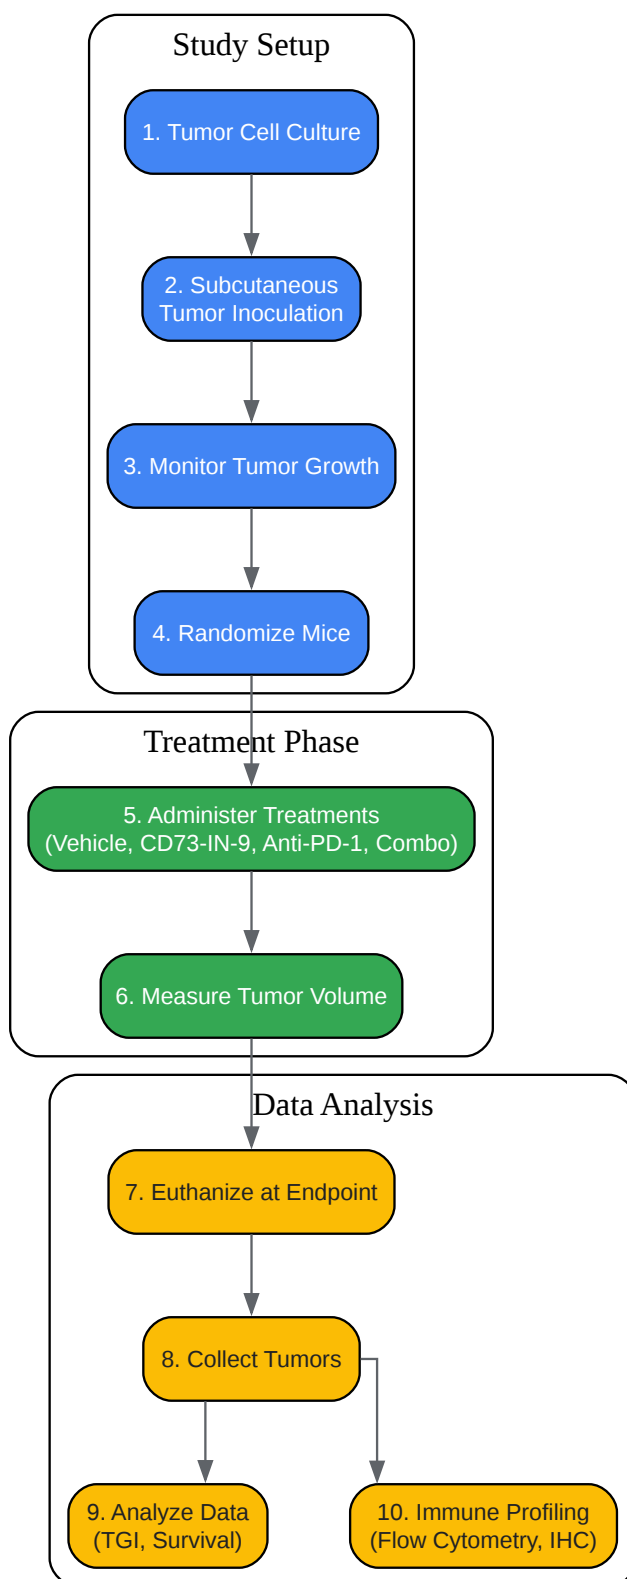 Study Setup
1. Tumor Cell Culture
2. Subcutaneous
Tumor Inoculation
3. Monitor Tumor Growth
4. Randomize Mice
Treatment Phase
5. Administer Treatments
(Vehicle, CD73-IN-9, Anti-PD-1, Combo)
6. Measure Tumor Volume
Data Analysis
7. Euthanize at Endpoint
8. Collect Tumors
9. Analyze Data
(TGI, Survival)
10. Immune Profiling
(Flow Cytometry, IHC)